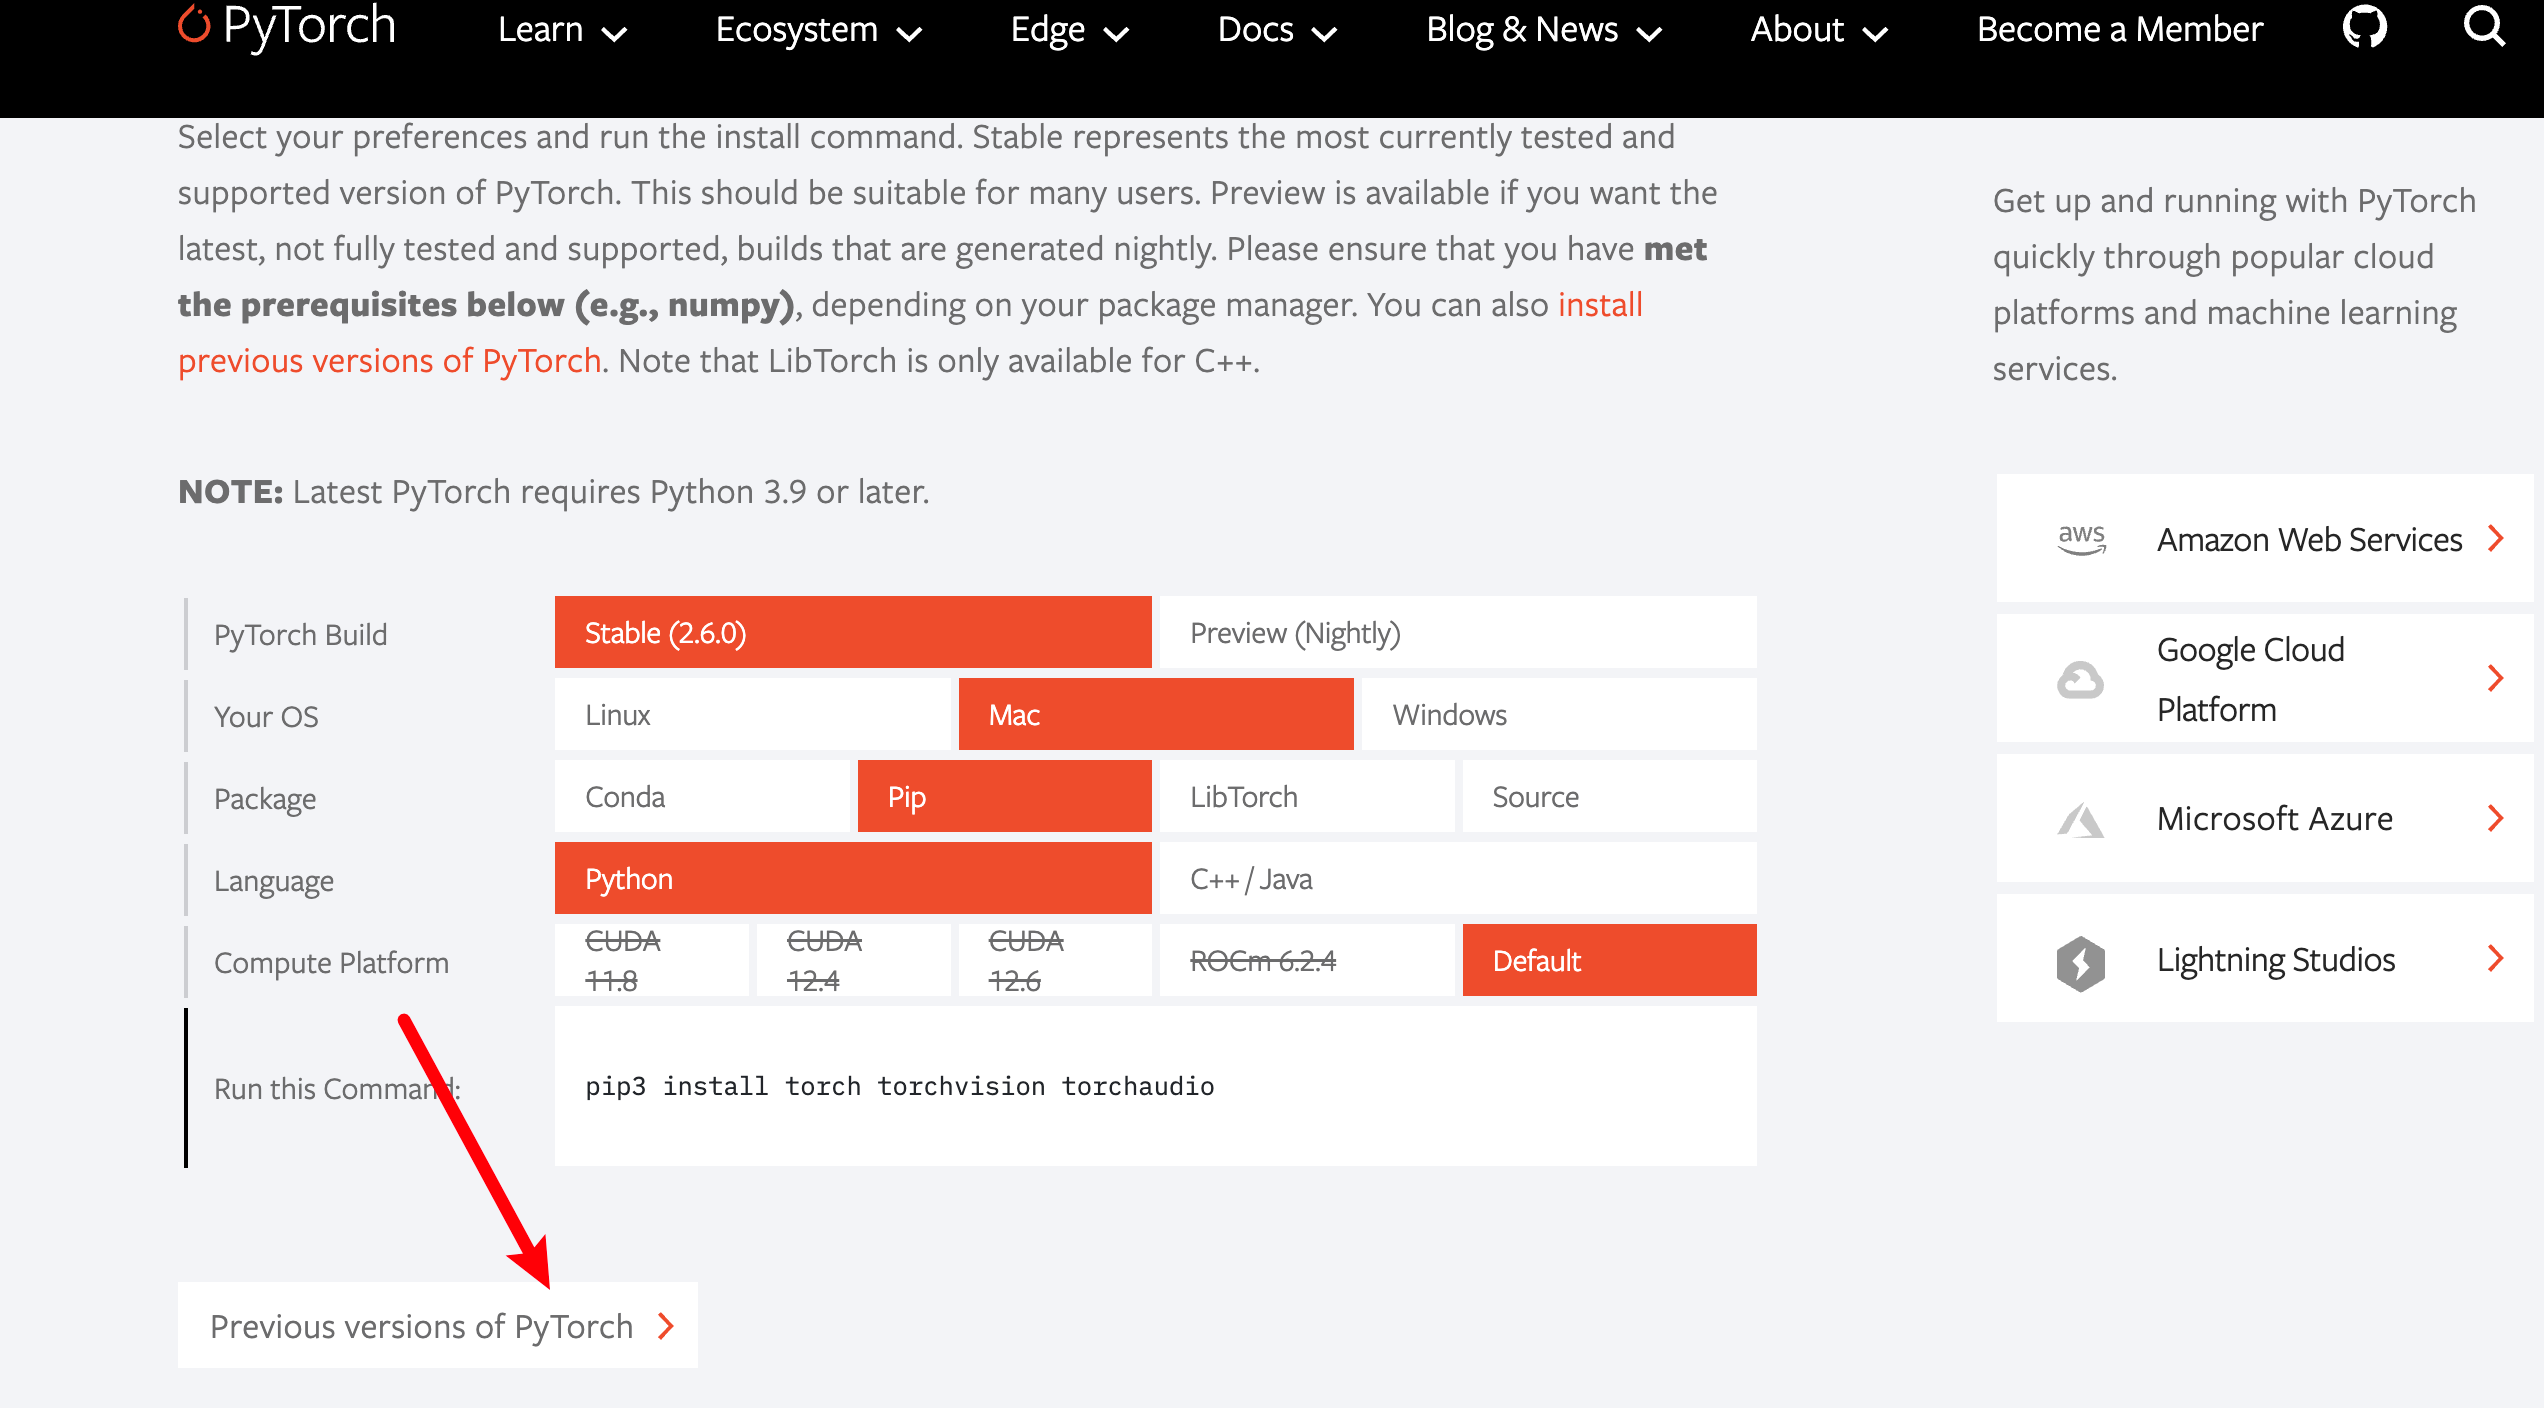 PyTorch
Learn
Ecosystem
Edge
Docs
Blog & News
About
Become a Member
Select your preferences and run the install command. Stable represents the most currently tested and
supported version of PyTorch. This should be suitable for many users. Preview is available if you want the
latest, not fully tested and supported, builds that are generated nightly. Please ensure that you have met
the prerequisites below (e.g., numpy), depending on your package manager. You can also install
previous versions of PyTorch. Note that LibTorch is only available for C++.
NOTE: Latest PyTorch requires Python 3.9 or later.
PyTorch Build
Stable (2.6.0)
Preview (Nightly)
Your OS
Linux
Mac
Windows
Package
Conda
Pip
LibTorch
Source
Language
Python
C++ / Java
Compute Platform
CUDA
11.8
CUDA
12.4
CUDA
12.6
ROCm 6.2.4
Default
Run this Command:
pip3 install torch torchvision torchaudio
Previous versions of PyTorch
Get up and running with PyTorch
quickly through popular cloud
platforms and machine learning
services.
aws
Amazon Web Services
Google Cloud
Platform
Microsoft Azure
Lightning Studios